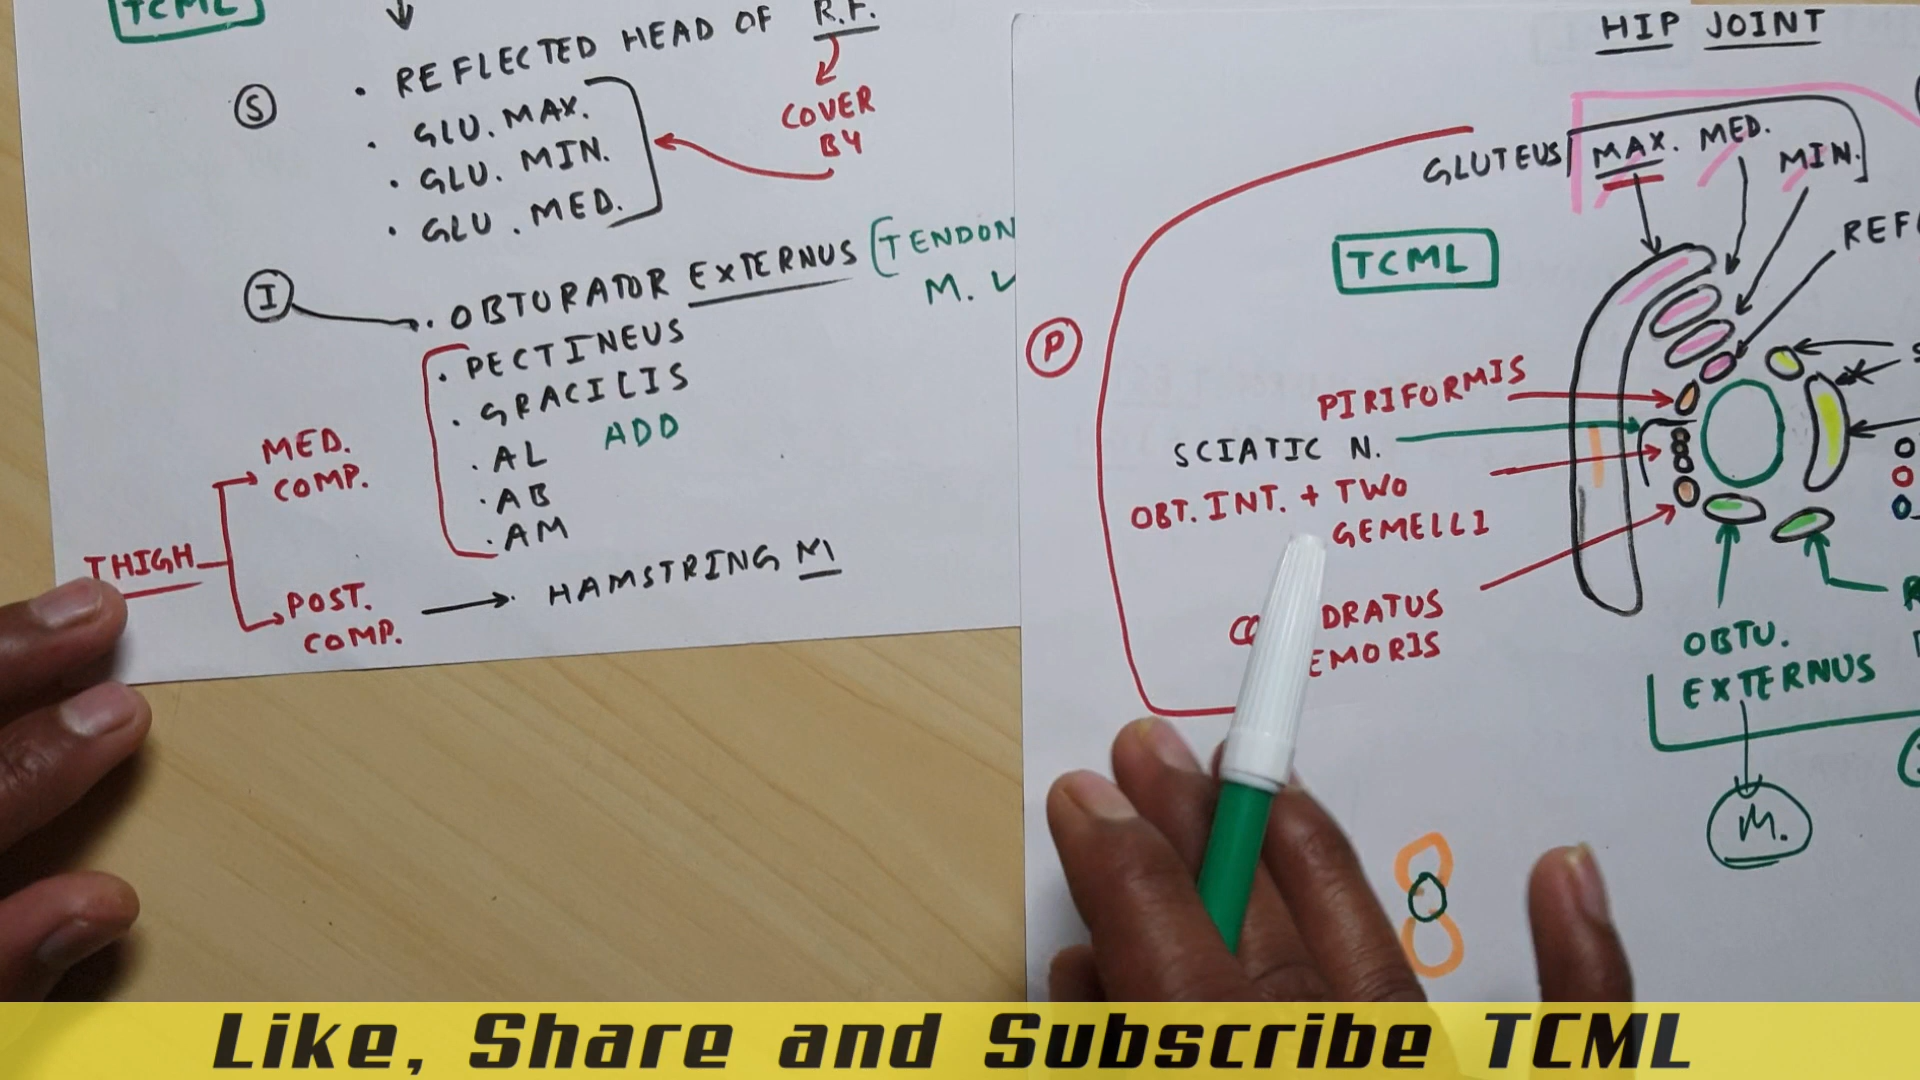 TCML
• REFLECTED HEAD OF R.F.
S
COVER
BY
• GLU. MAX.
• GLU. MIN.
• GLU. MED.
I
• OBTURATOR EXTERNUS (TENDON
M.
• PECTINEUS
• GRACILIS
• AL ADD
• AB
• AM
THIGH
MED.
COMP.
POST.
COMP.
HAMSTRING M
HIP JOINT
GLUTEUS MAX. MED. MIN.
REF
TCML
P
PIRIFORMIS
SCIATIC N.
OBT. INT. + TWO
GEMELLI
DRATUS
EMORIS
OBTU.
EXTERNUS
M.
Like, Share and Subscribe TCML